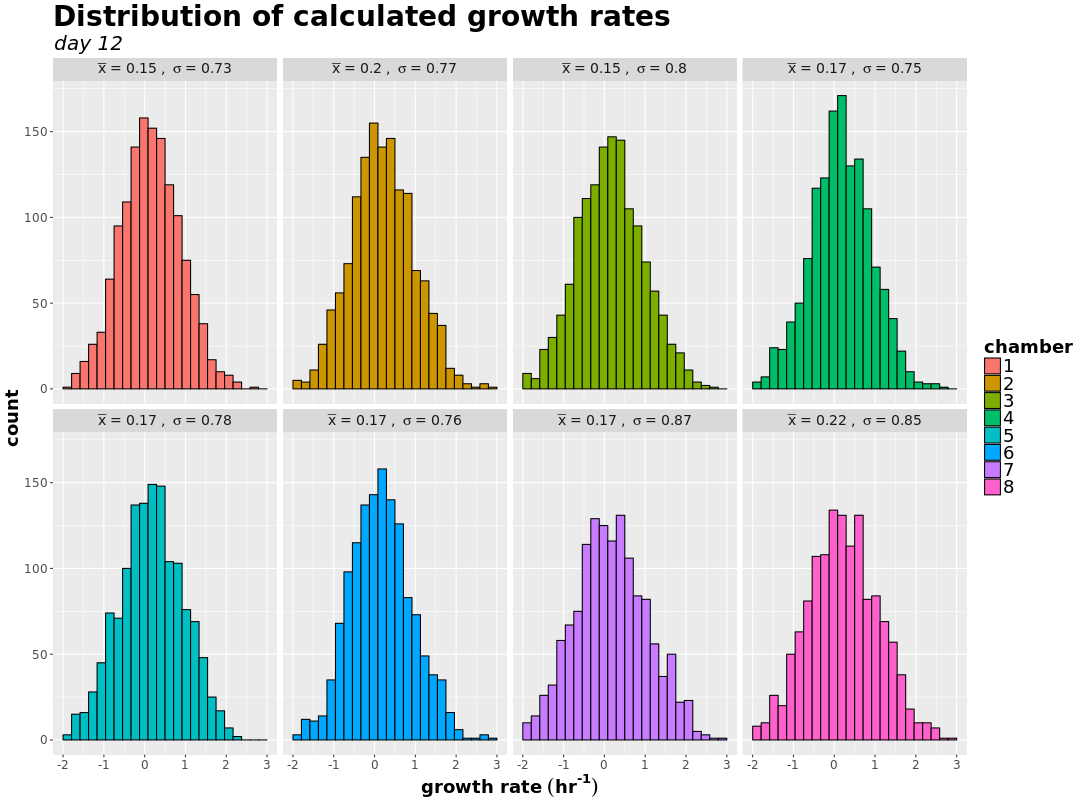 Distribution of calculated growth rates
day 12
x̅ = 0.15 , σ = 0.73
x̅ = 0.2 , σ = 0.77
x̅ = 0.15 , σ = 0.8
x̅ = 0.17 , σ = 0.75
150
100
50
0
x̅ = 0.17 , σ = 0.78
x̅ = 0.17 , σ = 0.76
x̅ = 0.17 , σ = 0.87
x̅ = 0.22 , σ = 0.85
150
100
50
0
count
-2 -1 0 1 2 3
-2 -1 0 1 2 3
-2 -1 0 1 2 3
-2 -1 0 1 2 3
growth rate (hr⁻¹)
chamber
1
2
3
4
5
6
7
8